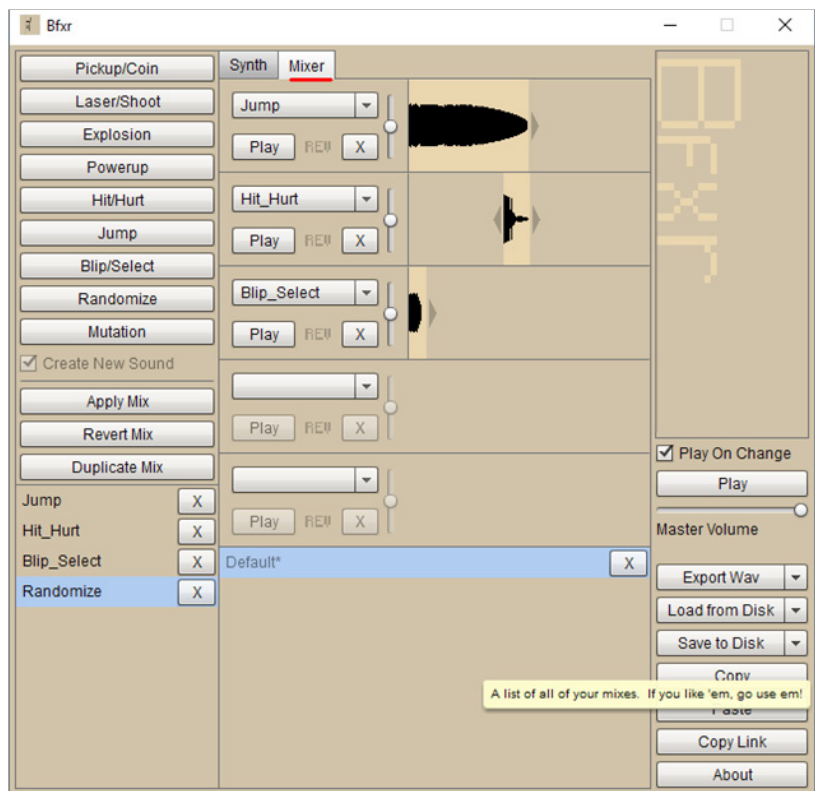 Bfxr
Pickup/Coin
Laser/Shoot
Explosion
Powerup
Hit/Hurt
Jump
Blip/Select
Randomize
Mutation
Create New Sound
Apply Mix
Revert Mix
Duplicate Mix
Jump X
Hit_Hurt X
Blip_Select X
Randomize X
Synth Mixer
Jump
Play REV X
Hit_Hurt
Play REV X
Blip_Select
Play REV X
Play REV X
Play REV X
Default* X
A list of all of your mixes. If you like 'em, go use em!
Bfxr
Play On Change
Play
Master Volume
Export Wav
Load from Disk
Save to Disk
Copy
Paste
Copy Link
About